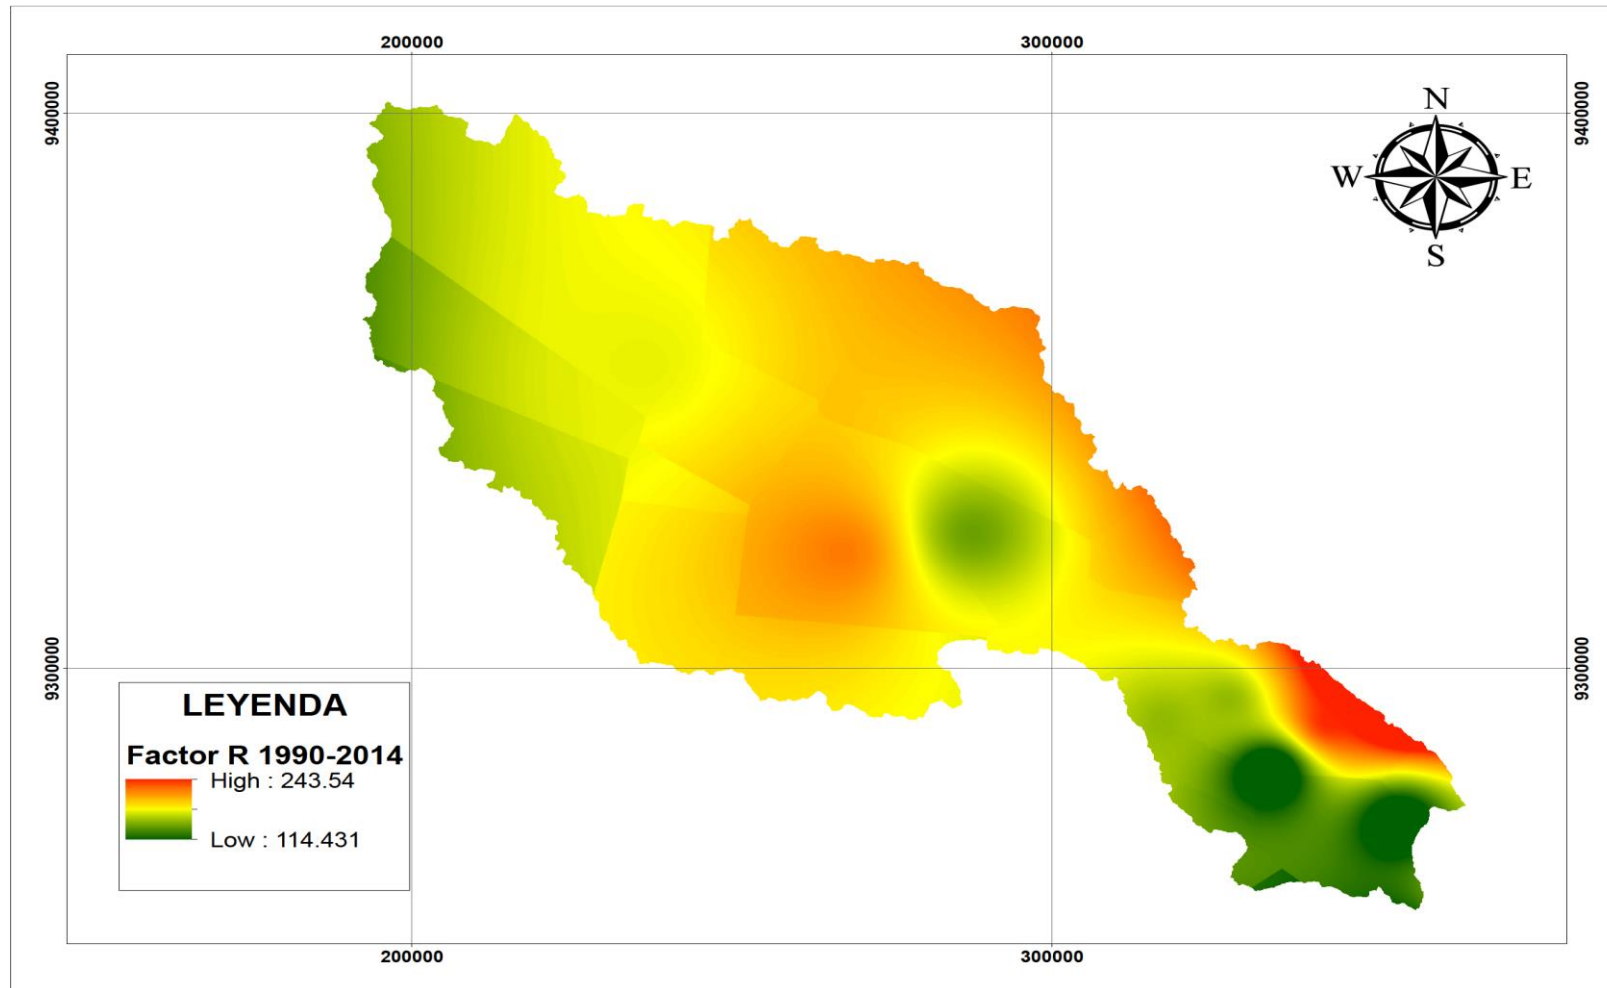 200000 300000
9400000 9400000
N
W E
S
9300000 9300000
LEYENDA
Factor R 1990-2014
High : 243.54
Low : 114.431
200000 300000